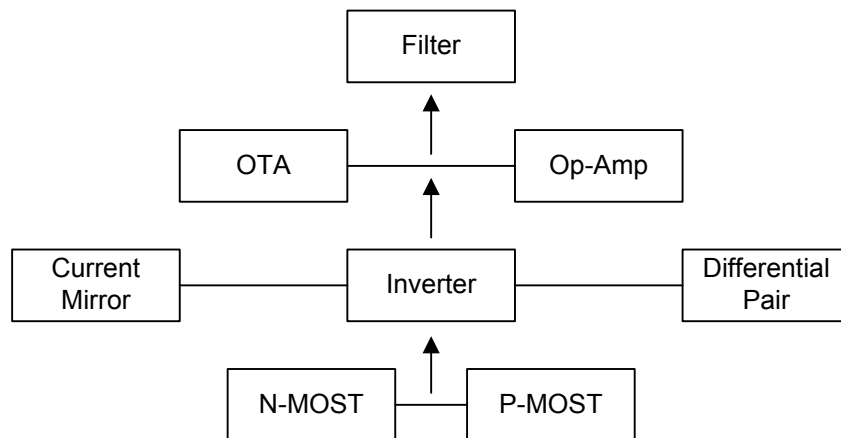 Filter
OTA
Op-Amp
Current
Mirror
Inverter
Differential
Pair
N-MOST
P-MOST